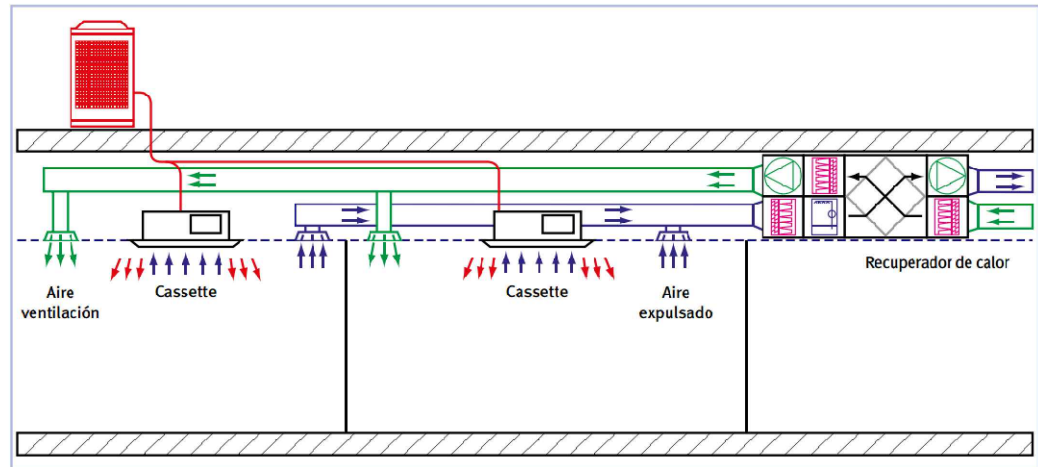 Recuperador de calor
Aire
ventilación
Cassette
Cassette
Aire
expulsado